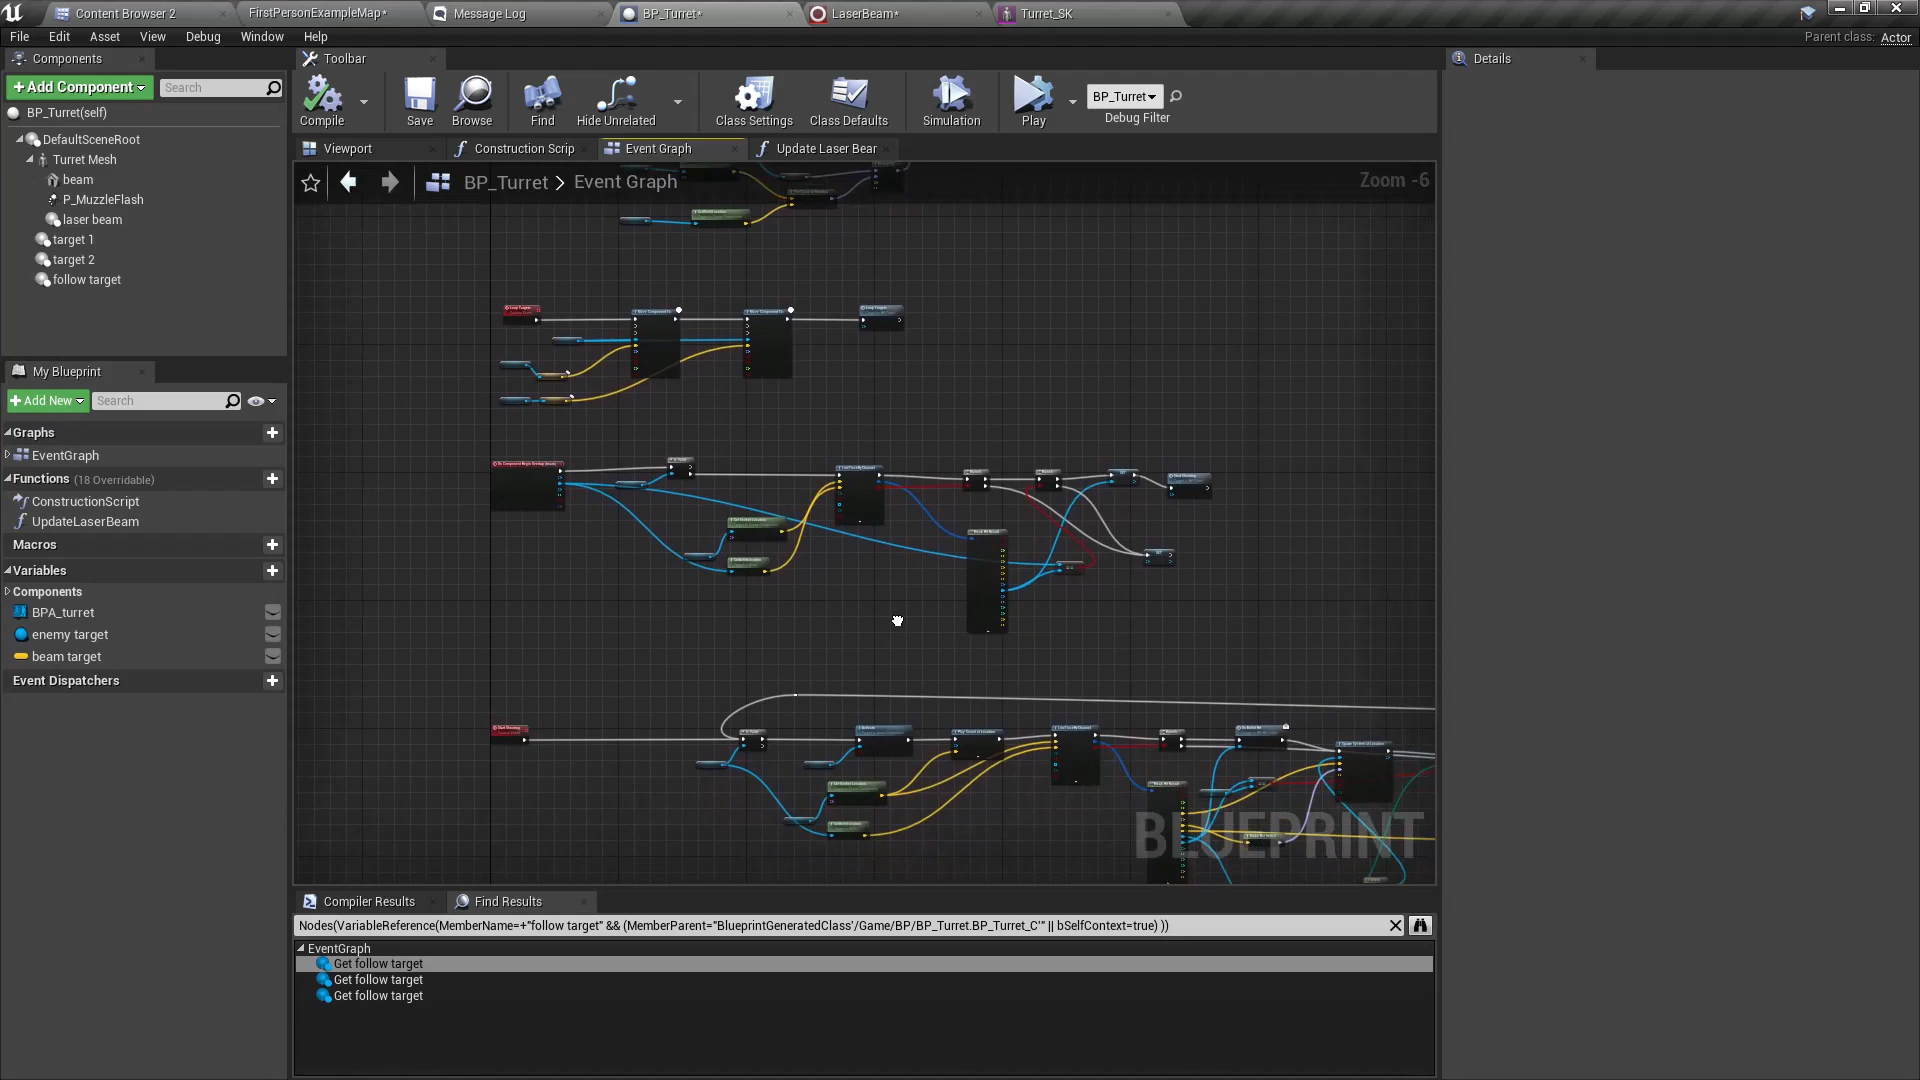 Content Browser 2
FirstPersonExampleMap*
Message Log
BP_Turret*
LaserBeam*
Turret_SK
File Edit Asset View Debug Window Help
Parent class: Actor
Components
Toolbar
Details
+Add Component
Search
BP_Turret(self)
DefaultSceneRoot
Turret Mesh
beam
P_MuzzleFlash
laser beam
target 1
target 2
follow target
Compile
Save
Browse
Find
Hide Unrelated
Class Settings
Class Defaults
Simulation
Play
BP_Turret
Debug Filter
Viewport
Construction Scrip
Event Graph
Update Laser Bear
BP_Turret > Event Graph
Zoom -6
My Blueprint
+Add New
Search
Graphs
EventGraph
Functions (18 Overridable)
ConstructionScript
UpdateLaserBeam
Macros
Variables
Components
BPA_turret
enemy target
beam target
Event Dispatchers
BLUEPRINT
Compiler Results
Find Results
Nodes(VariableReference(MemberName=+"follow target" && (MemberParent="BlueprintGeneratedClass'/Game/BP/BP_Turret.BP_Turret_C'" || bSelfContext=true) ))
EventGraph
Get follow target
Get follow target
Get follow target